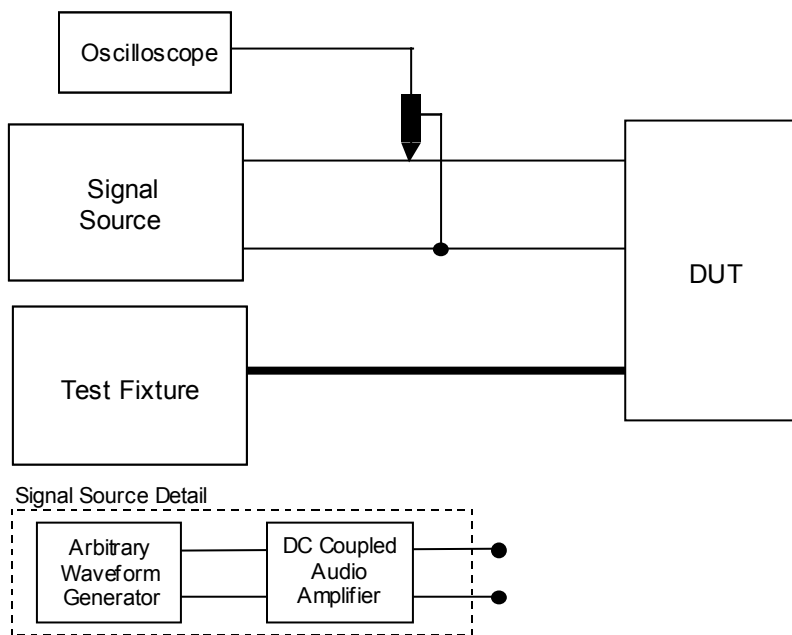 Oscilloscope
Signal
Source
DUT
Test Fixture
Signal Source Detail
Arbitrary
Waveform
Generator
DC Coupled
Audio
Amplifier